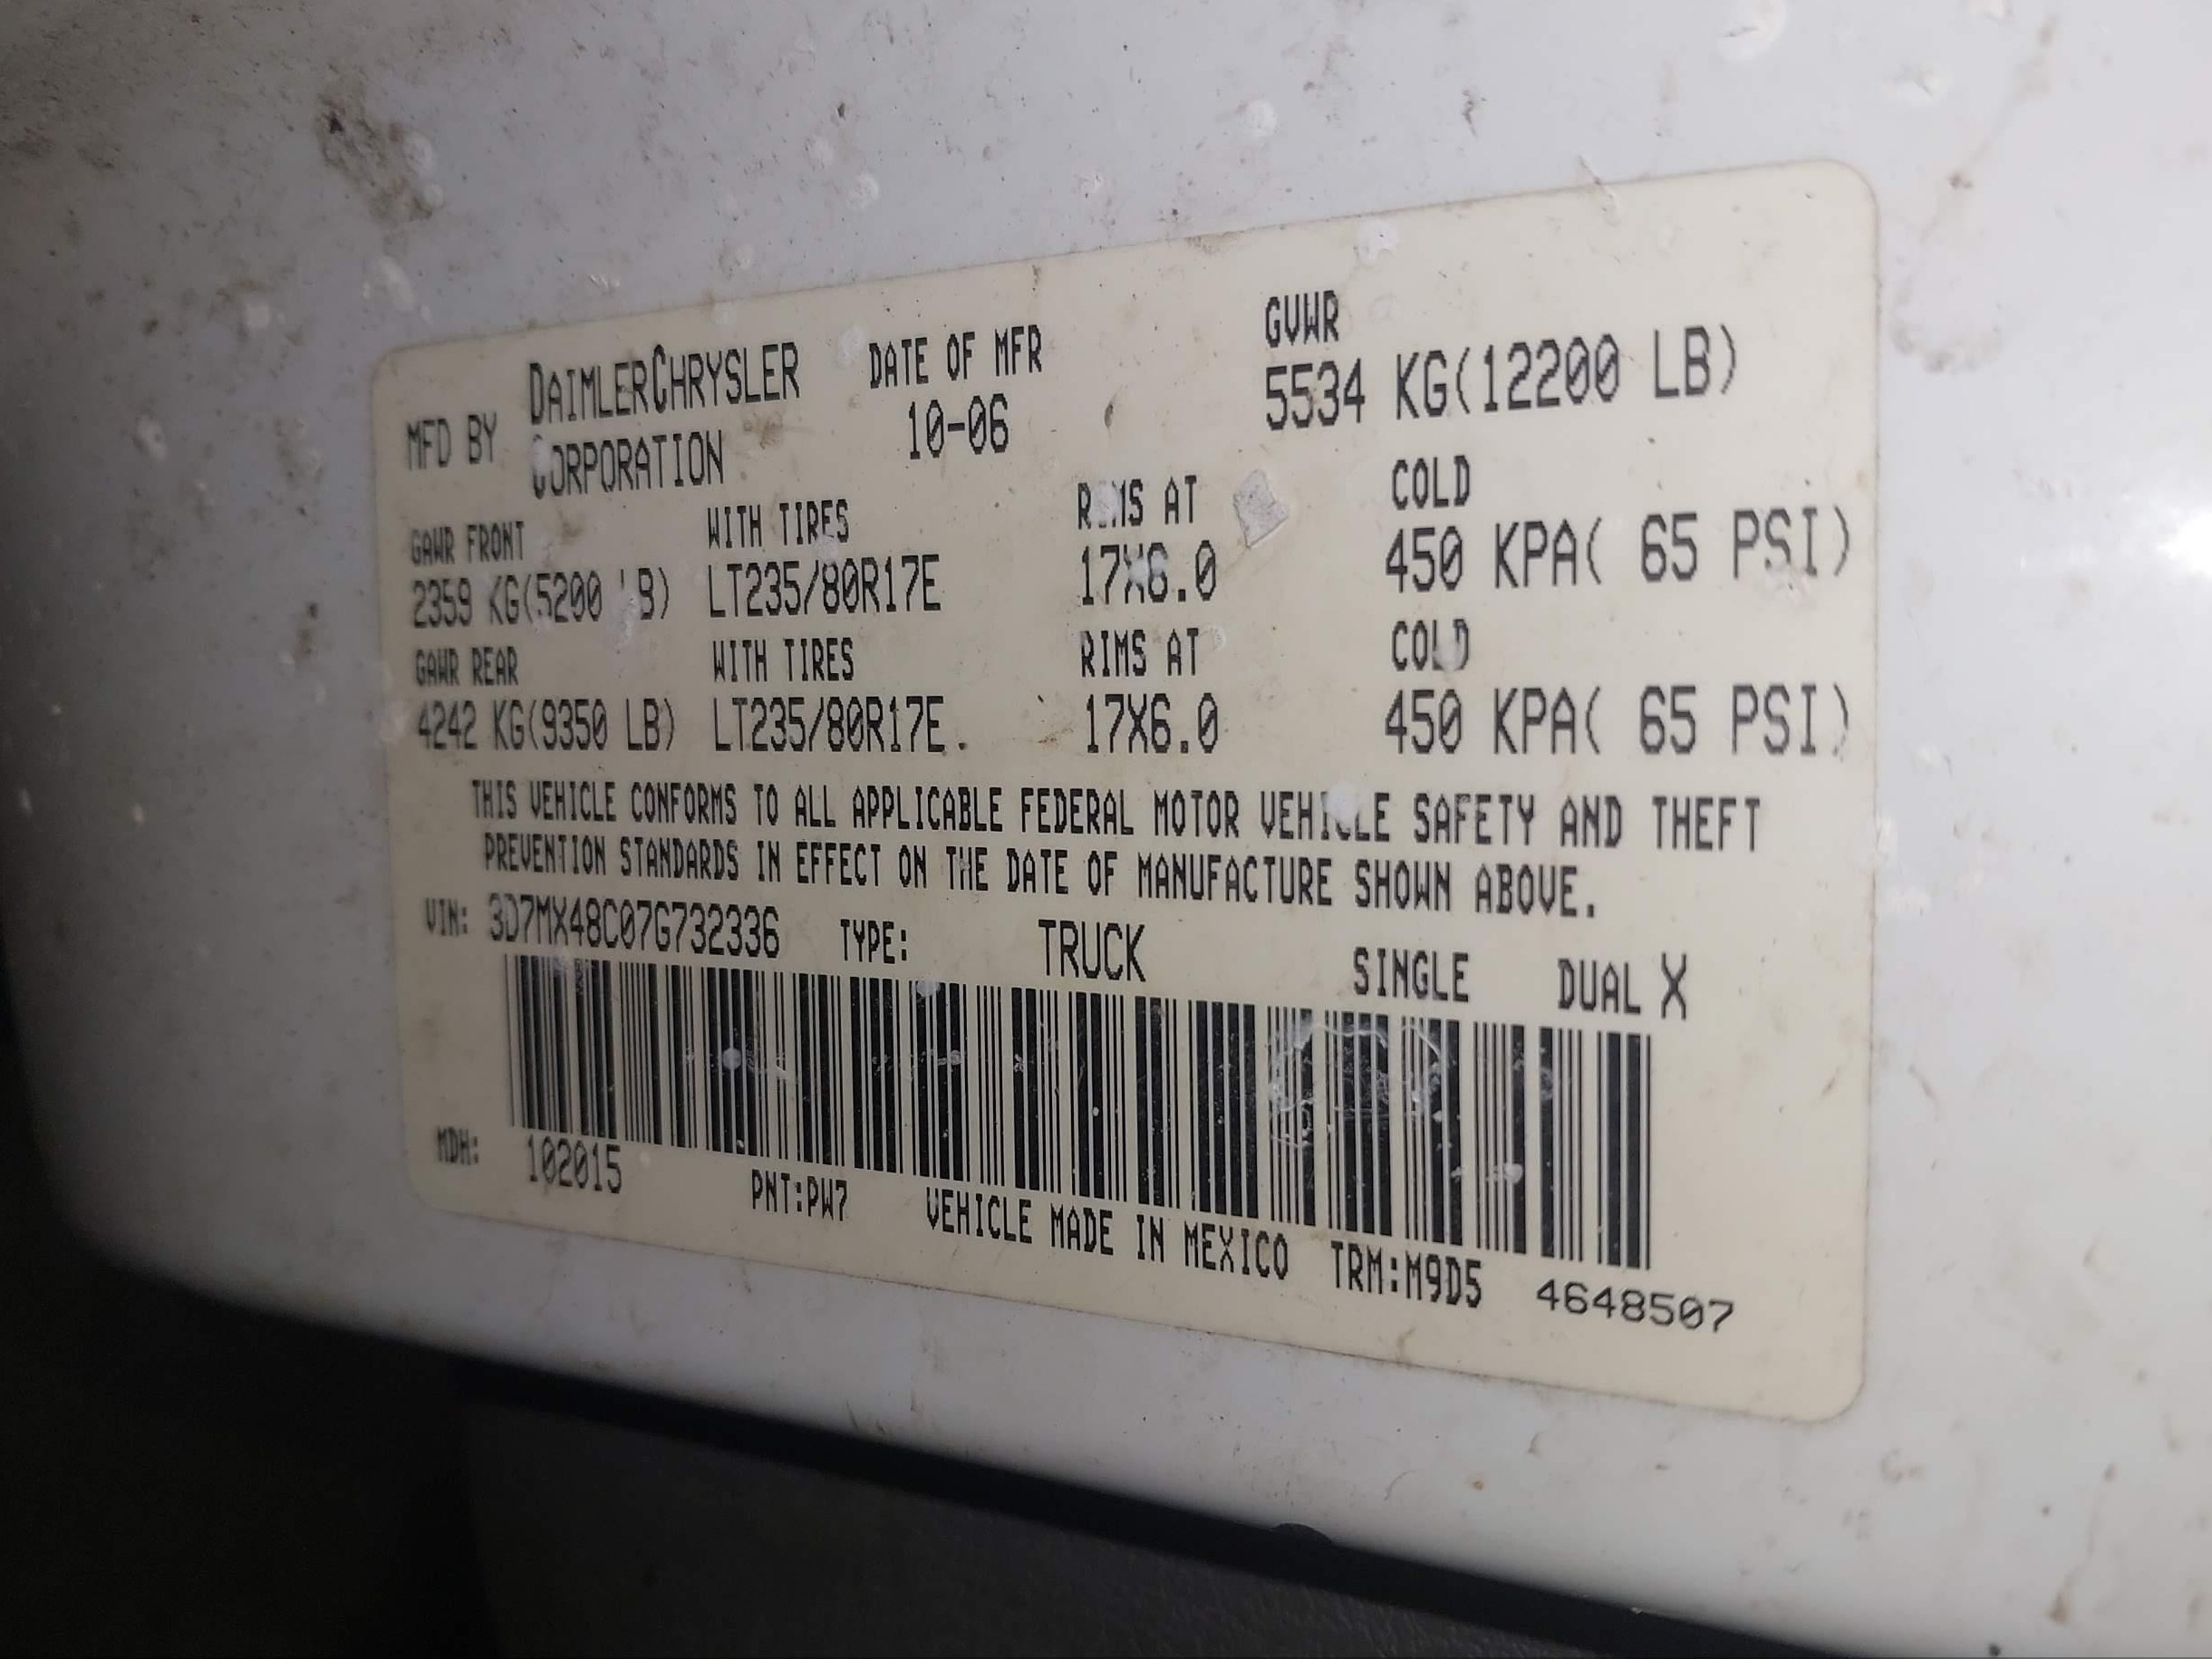 MFD BY DAIMLERCHRYSLER CORPORATION DATE OF MFR 10-06 GVWR 5534 KG(12200 LB)
GAWR FRONT WITH TIRES RIMS AT COLD
2359 KG(5200 LB) LT235/80R17E 17X6.0 450 KPA( 65 PSI)
GAWR REAR WITH TIRES RIMS AT COLD
4242 KG(9350 LB) LT235/80R17E. 17X6.0 450 KPA( 65 PSI)
THIS VEHICLE CONFORMS TO ALL APPLICABLE FEDERAL MOTOR VEHICLE SAFETY AND THEFT
PREVENTION STANDARDS IN EFFECT ON THE DATE OF MANUFACTURE SHOWN ABOVE.
VIN: 3D7MX48C07G732336 TYPE: TRUCK SINGLE DUAL X
MDH: 102015 PNT:PW7 VEHICLE MADE IN MEXICO TRM:M9D5 4648507